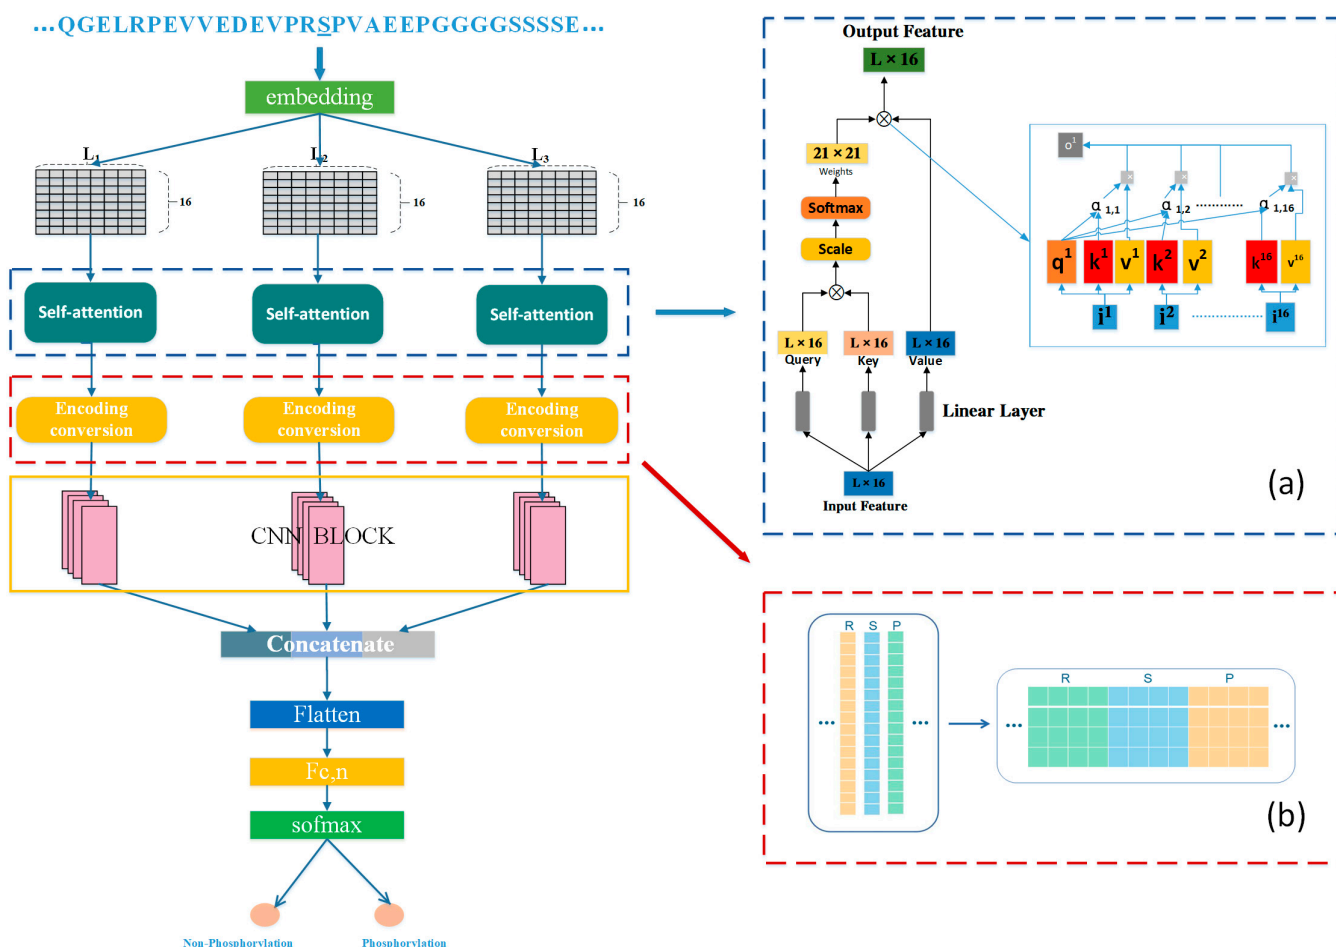 ...QGELRPEVVEDEVPRSPVAEEPGGGGSSSSE...
embedding
L1
L2
L3
16
16
16
Self-attention
Self-attention
Self-attention
Encoding
conversion
Encoding
conversion
Encoding
conversion
CNN BLOCK
Concatenate
Flatten
Fc,n
sofmax
Non-Phosphorylation
Phosphorylation
Output Feature
L × 16
21 × 21
Weights
Softmax
Scale
L × 16
L × 16
L × 16
Query
Key
Value
Linear Layer
L × 16
Input Feature
o1
×
×
×
α 1,1
α 1,2
............
α 1,16
q1
k1
v1
k2
v2
k16
v16
i1
i2
..................
i16
(a)
R S P
... ...
R S P
... ...
(b)